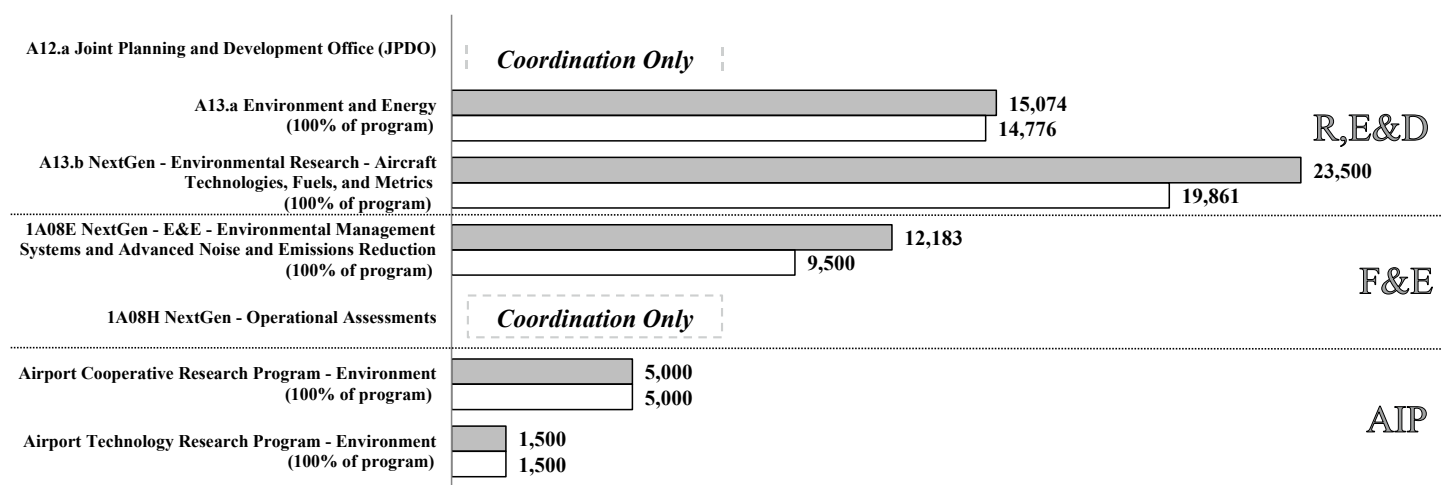 A12.a Joint Planning and Development Office (JPDO)
Coordination Only
A13.a Environment and Energy
(100% of program)
15,074
14,776
R,E&D
A13.b NextGen - Environmental Research - Aircraft
Technologies, Fuels, and Metrics
(100% of program)
23,500
19,861
1A08E NextGen - E&E - Environmental Management
Systems and Advanced Noise and Emissions Reduction
(100% of program)
12,183
9,500
F&E
1A08H NextGen - Operational Assessments
Coordination Only
Airport Cooperative Research Program - Environment
(100% of program)
5,000
5,000
AIP
Airport Technology Research Program - Environment
(100% of program)
1,500
1,500